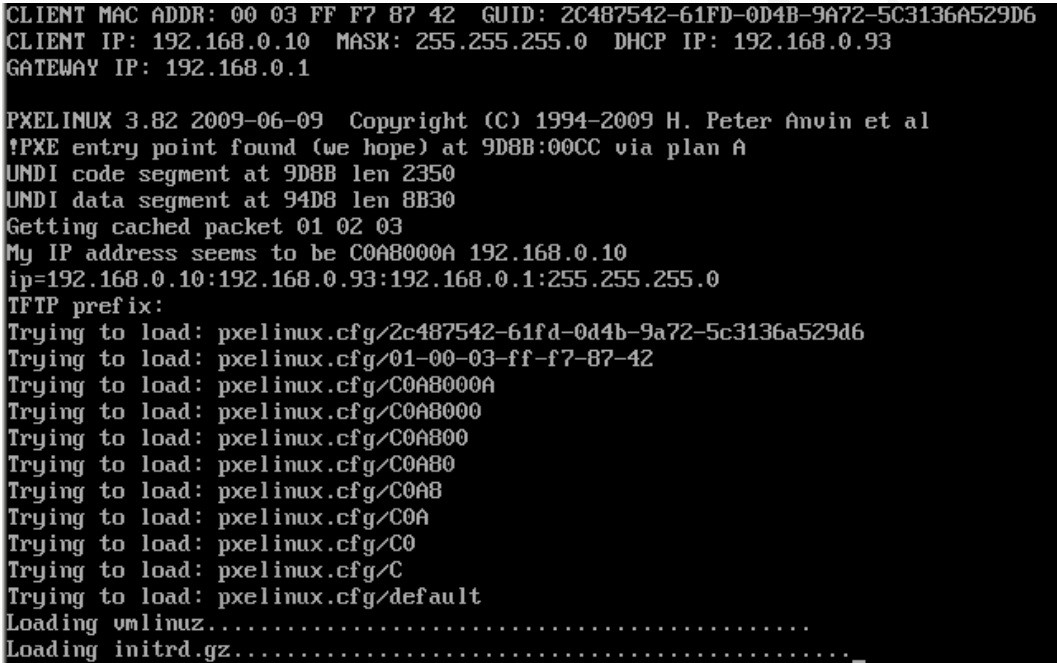 CLIENT MAC ADDR: 00 03 FF F7 87 42  GUID: 2C487542-61FD-0D4B-9A72-5C3136A529D6
CLIENT IP: 192.168.0.10  MASK: 255.255.255.0  DHCP IP: 192.168.0.93
GATEWAY IP: 192.168.0.1

PXELINUX 3.82 2009-06-09  Copyright (C) 1994-2009 H. Peter Anvin et al
!PXE entry point found (we hope) at 9D8B:00CC via plan A
UNDI code segment at 9D8B len 2350
UNDI data segment at 94D8 len 8B30
Getting cached packet 01 02 03
My IP address seems to be C0A8000A 192.168.0.10
ip=192.168.0.10:192.168.0.93:192.168.0.1:255.255.255.0
TFTP prefix:
Trying to load: pxelinux.cfg/2c487542-61fd-0d4b-9a72-5c3136a529d6
Trying to load: pxelinux.cfg/01-00-03-ff-f7-87-42
Trying to load: pxelinux.cfg/C0A8000A
Trying to load: pxelinux.cfg/C0A8000
Trying to load: pxelinux.cfg/C0A800
Trying to load: pxelinux.cfg/C0A80
Trying to load: pxelinux.cfg/C0A8
Trying to load: pxelinux.cfg/C0A
Trying to load: pxelinux.cfg/C0
Trying to load: pxelinux.cfg/C
Trying to load: pxelinux.cfg/default
Loading vmlinuz.............................................
Loading initrd.gz.............................................._